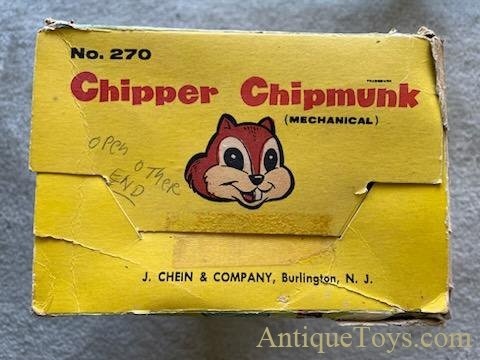 No. 270
TRADEMARK
Chipper Chipmunk
(MECHANICAL)
OPEN
OTHER
END
J. CHEIN & COMPANY, Burlington, N. J.
AntiqueToys.com